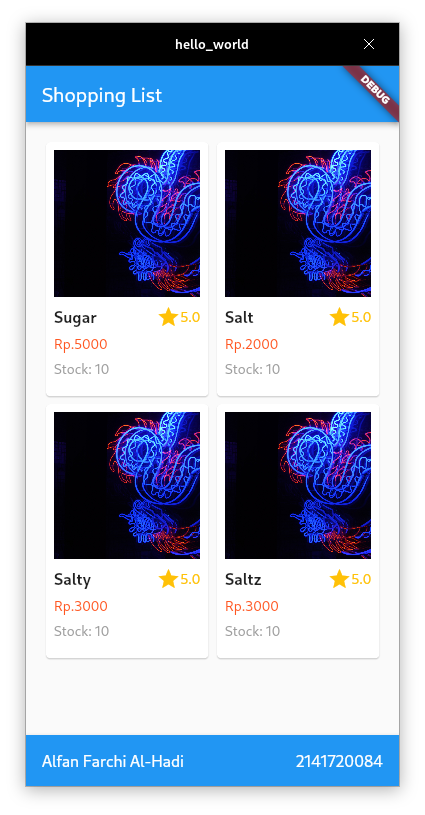 hello_world
Shopping List
DEBUG
Sugar 5.0
Rp.5000
Stock: 10
Salt 5.0
Rp.2000
Stock: 10
Salty 5.0
Rp.3000
Stock: 10
Saltz 5.0
Rp.3000
Stock: 10
Alfan Farchi Al-Hadi 2141720084